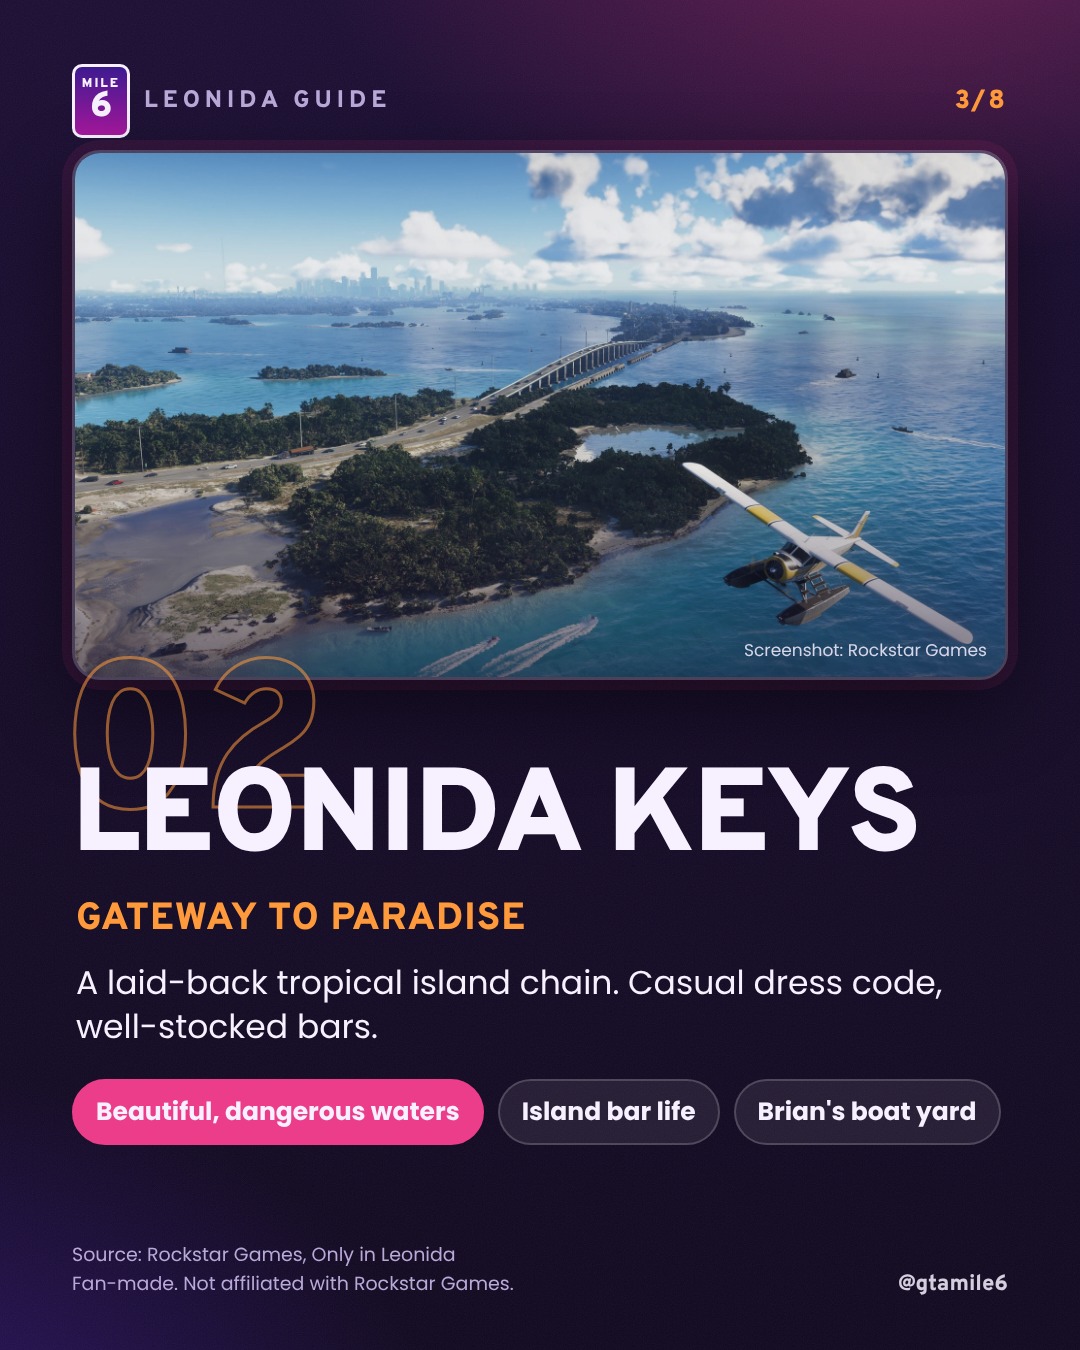 MILE
6
LEONIDA GUIDE
3/8
Screenshot: Rockstar Games
02
LEONIDA KEYS
GATEWAY TO PARADISE
A laid-back tropical island chain. Casual dress code,
well-stocked bars.
Beautiful, dangerous waters
Island bar life
Brian's boat yard
Source: Rockstar Games, Only in Leonida
Fan-made. Not affiliated with Rockstar Games.
@gtamile6